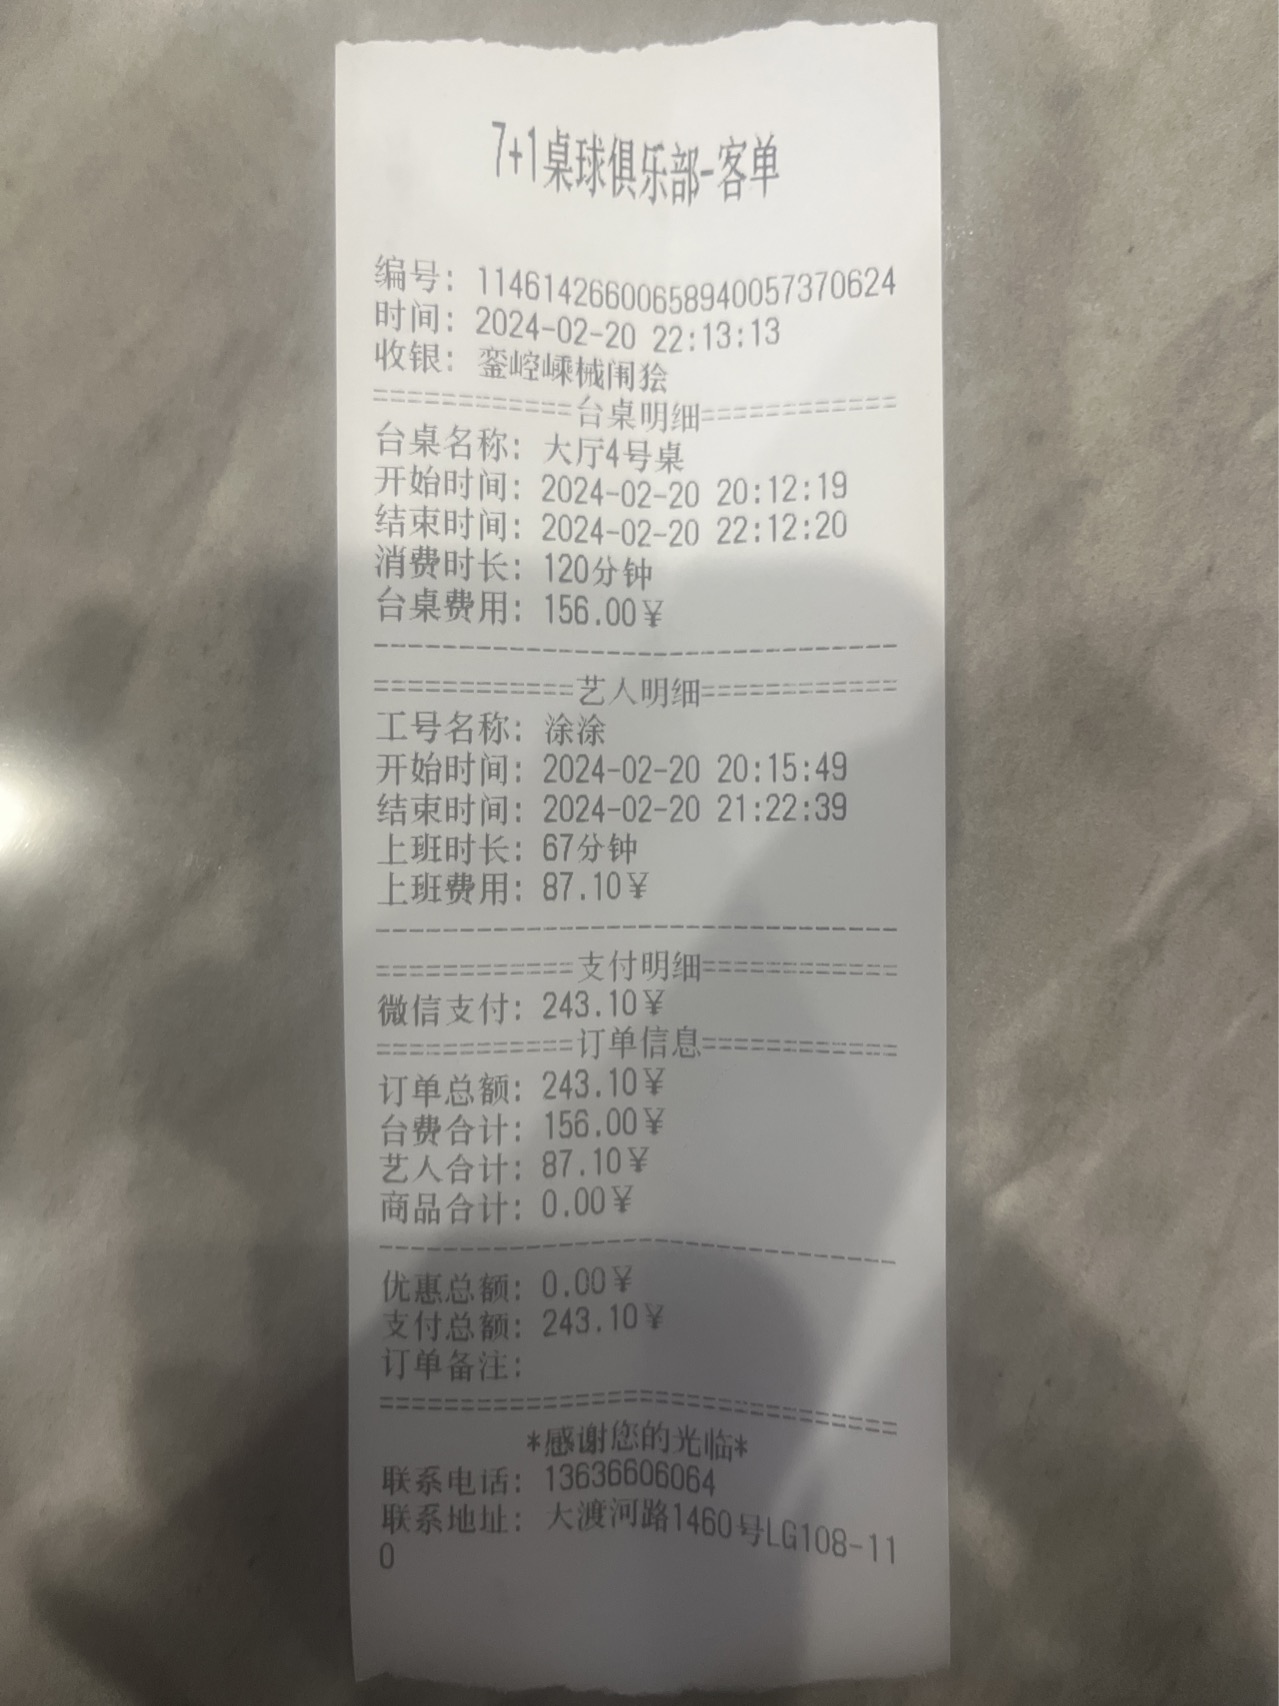 7+1桌球俱乐部-客单
编号: 11461426600658940057370624
时间: 2024-02-20 22:13:13
收银: 銮崆嵊械闱狯
============台桌明细============
台桌名称: 大厅4号桌
开始时间: 2024-02-20 20:12:19
结束时间: 2024-02-20 22:12:20
消费时长: 120分钟
台桌费用: 156.00¥
--------------------------------
============艺人明细============
工号名称: 涂涂
开始时间: 2024-02-20 20:15:49
结束时间: 2024-02-20 21:22:39
上班时长: 67分钟
上班费用: 87.10¥
--------------------------------
============支付明细============
微信支付: 243.10¥
============订单信息============
订单总额: 243.10¥
台费合计: 156.00¥
艺人合计: 87.10¥
商品合计: 0.00¥
--------------------------------
优惠总额: 0.00¥
支付总额: 243.10¥
订单备注:
================================
*感谢您的光临*
联系电话: 13636606064
联系地址: 大渡河路1460号LG108-11
0